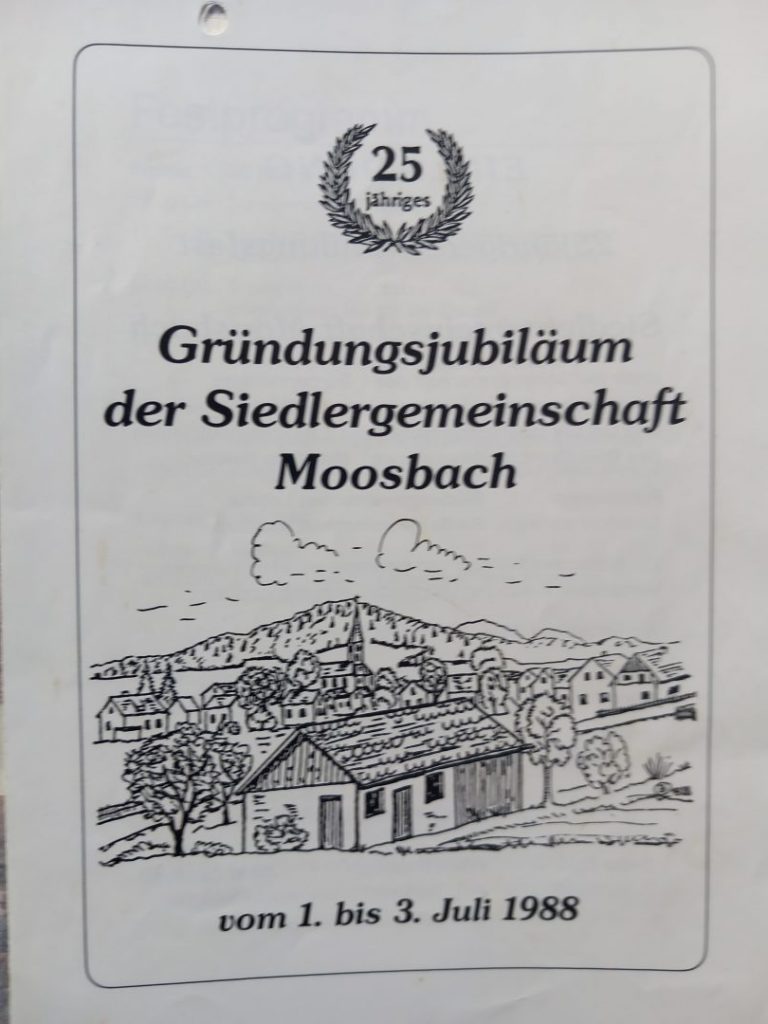 25
jähriges
Gründungsjubiläum
der Siedlergemeinschaft
Moosbach
vom 1. bis 3. Juli 1988